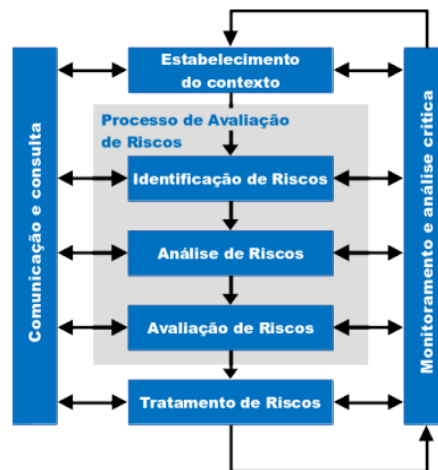 Estabelecimento
do contexto
Processo de Avaliação
de Riscos
Identificação de Riscos
Análise de Riscos
Avaliação de Riscos
Tratamento de Riscos
Comunicação e consulta
Monitoramento e análise critica